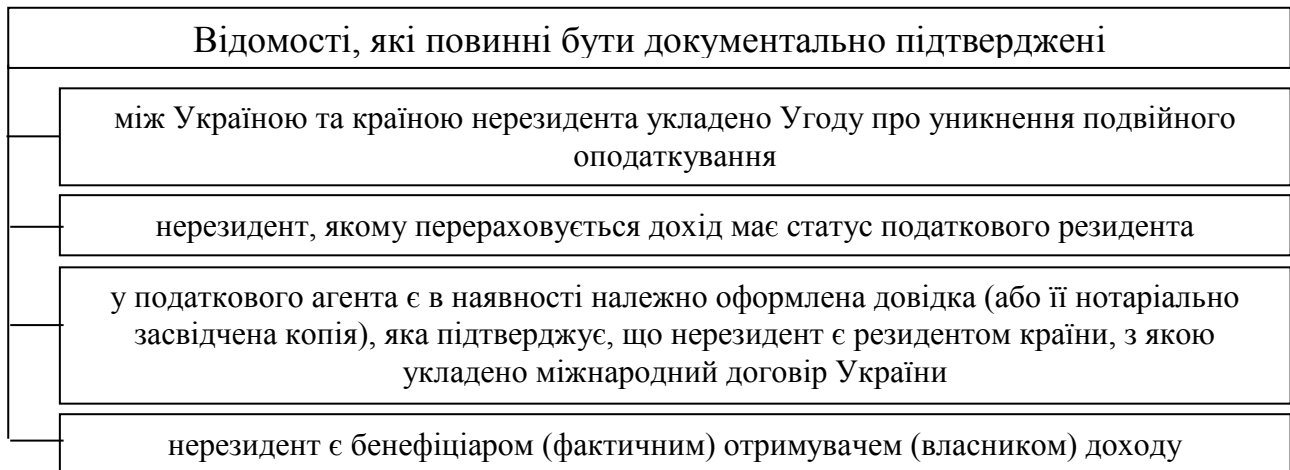 Відомості, які повинні бути документально підтверджені
між Україною та країною нерезидента укладено Угоду про уникнення подвійного
оподаткування
нерезидент, якому перераховується дохід має статус податкового резидента
у податкового агента є в наявності належно оформлена довідка (або її нотаріально
засвідчена копія), яка підтверджує, що нерезидент є резидентом країни, з якою
укладено міжнародний договір України
нерезидент є бенефіціаром (фактичним) отримувачем (власником) доходу